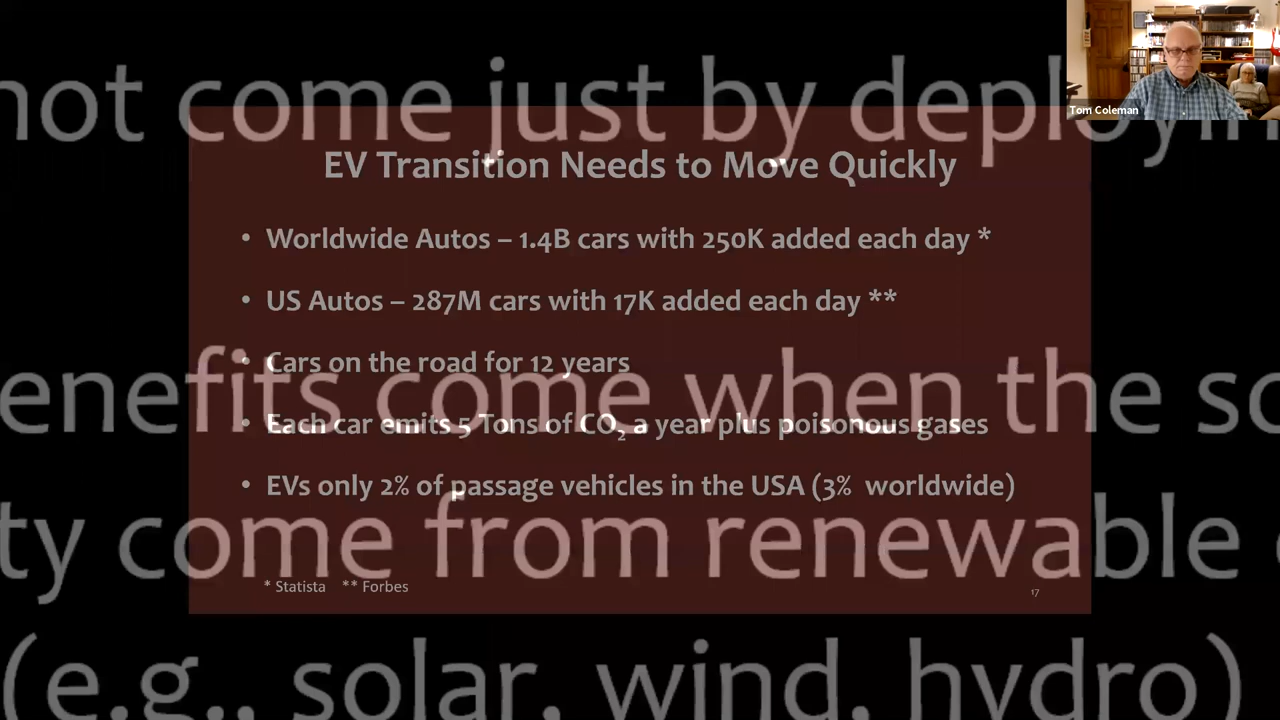 not come just by deployin
Tom Coleman
EV Transition Needs to Move Quickly
• Worldwide Autos – 1.4B cars with 250K added each day *
• US Autos – 287M cars with 17K added each day **
• Cars on the road for 12 years
enefits come when the so
• Each car emits 5 Tons of CO₂ a year plus poisonous gases
• EVs only 2% of passage vehicles in the USA (3% worldwide)
ty come from renewable
* Statista ** Forbes
17
(e.g., solar, wind, hydro)